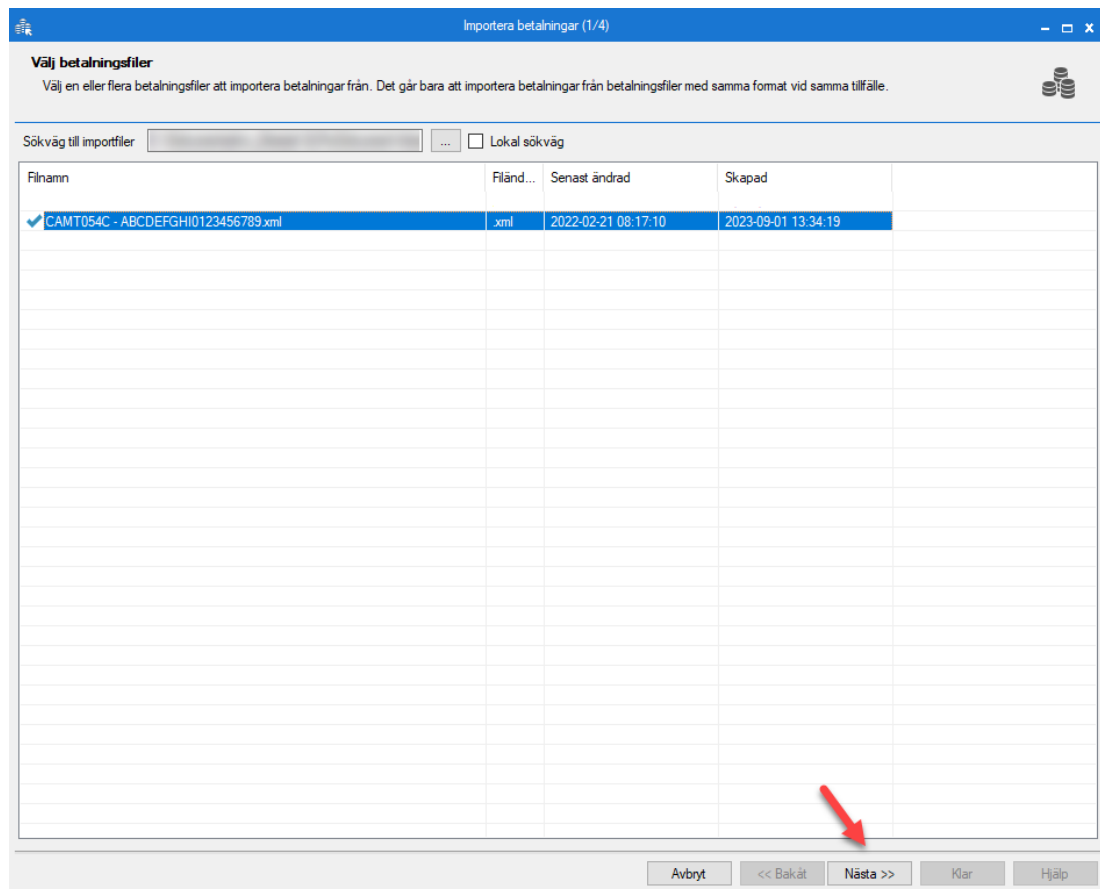 Importera betalningar (1/4)
Välj betalningsfiler
Välj en eller flera betalningsfiler att importera betalningar från. Det går bara att importera betalningar från betalningsfiler med samma format vid samma tillfälle.
Sökväg till importfiler ... Lokal sökväg
Filnamn Filänd... Senast ändrad Skapad
CAMT054C - ABCDEFGHI0123456789.xml .xml 2022-02-21 08:17:10 2023-09-01 13:34:19
Avbryt << Bakåt Nästa >> Klar Hjälp